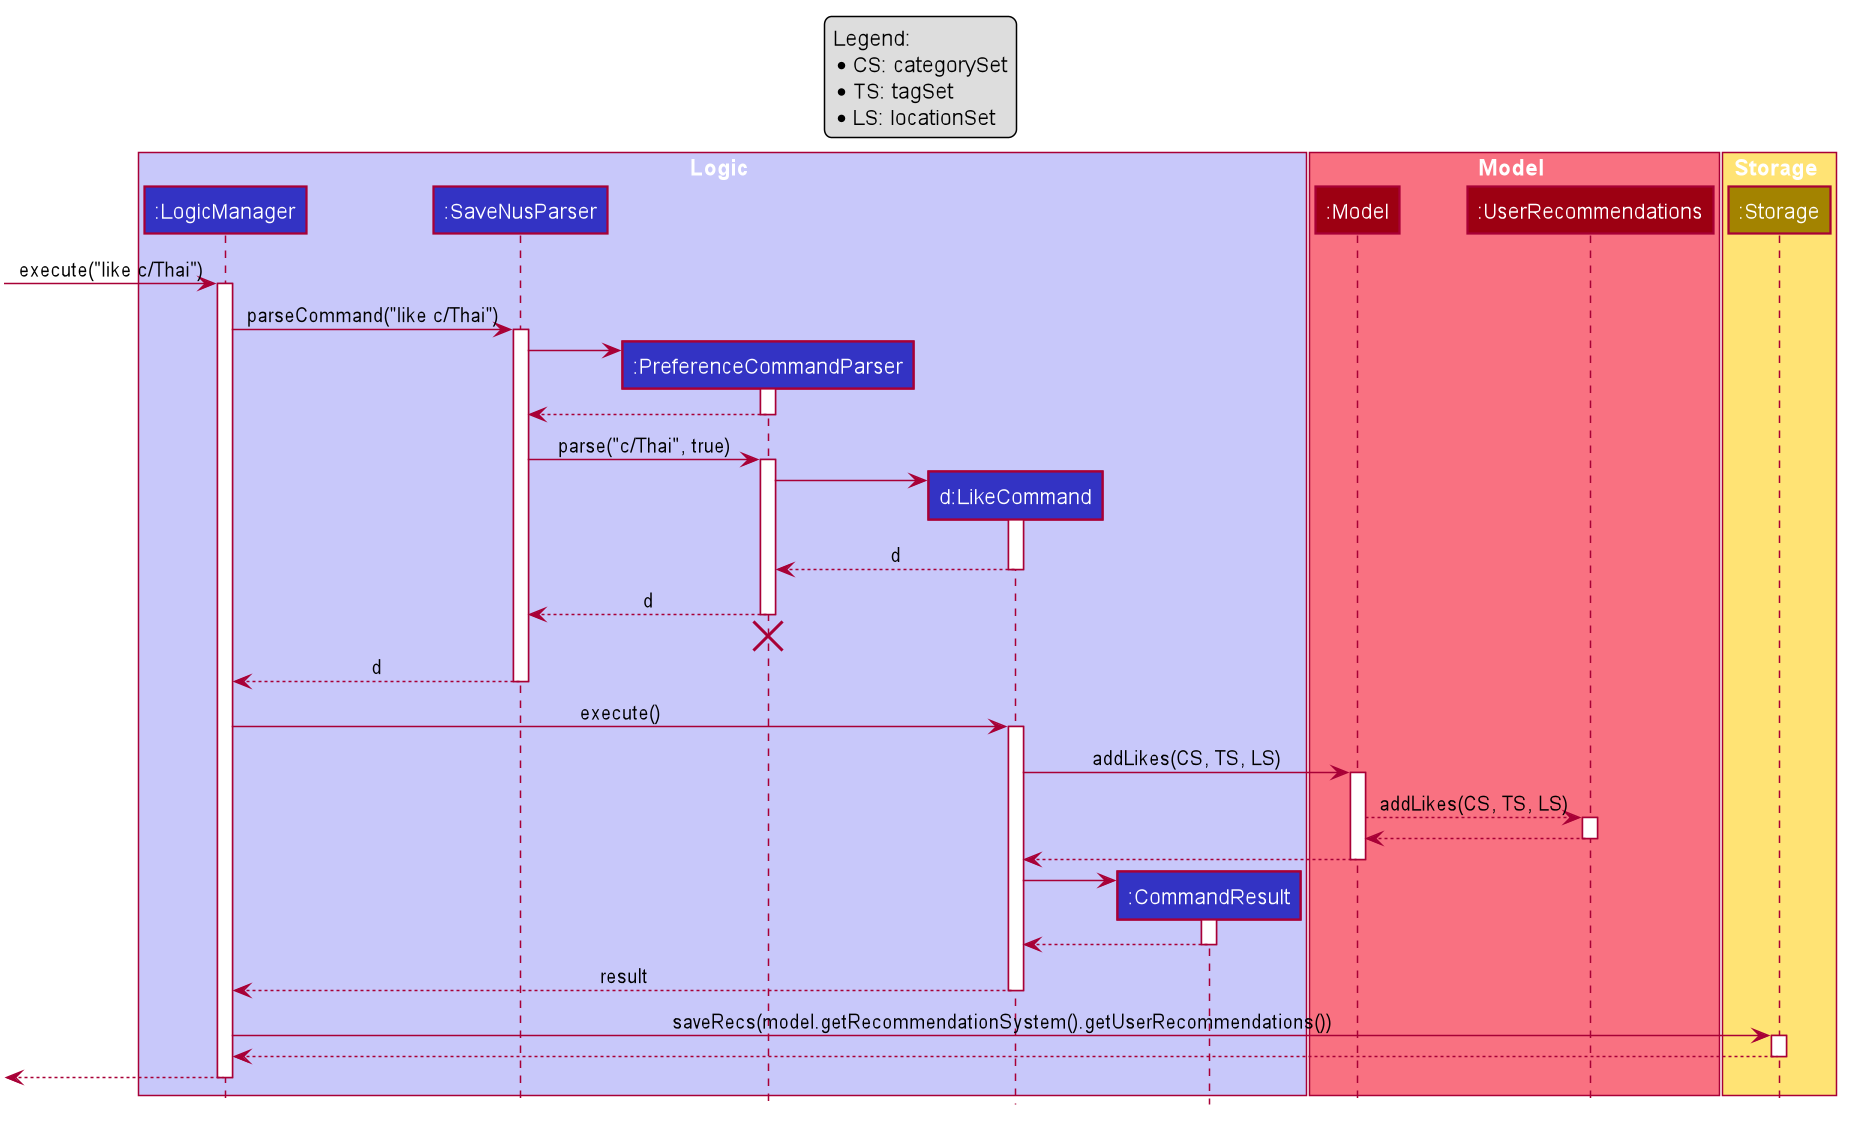 Legend:
• CS: categorySet
• TS: tagSet
• LS: locationSet
Logic
Model
Storage
:LogicManager
:SaveNusParser
:Model
:UserRecommendations
:Storage
execute("like c/Thai")
parseCommand("like c/Thai")
:PreferenceCommandParser
parse("c/Thai", true)
d:LikeCommand
d
d
d
execute()
addLikes(CS, TS, LS)
addLikes(CS, TS, LS)
:CommandResult
result
saveRecs(model.getRecommendationSystem().getUserRecommendations())